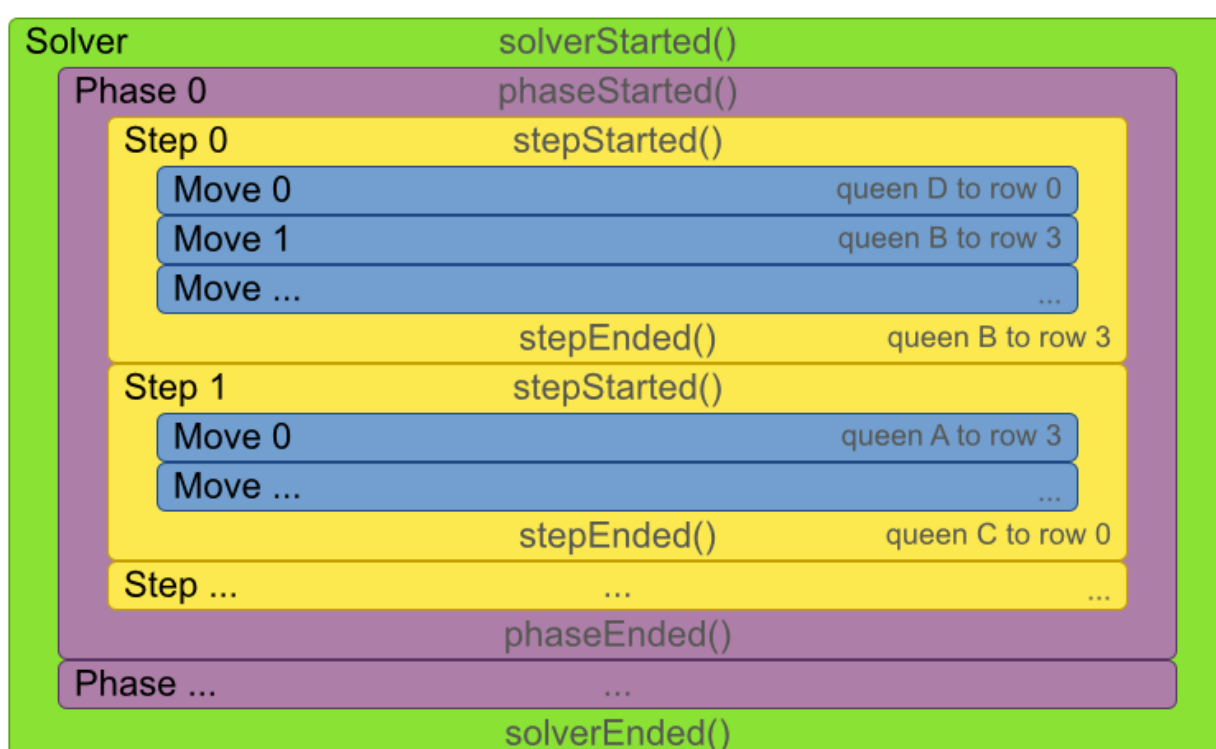 Solver solverStarted()
Phase 0 phaseStarted()
Step 0 stepStarted()
Move 0 queen D to row 0
Move 1 queen B to row 3
Move ... ...
stepEnded() queen B to row 3
Step 1 stepStarted()
Move 0 queen A to row 3
Move ... ...
stepEnded() queen C to row 0
Step ... ... ...
phaseEnded()
Phase ... ...
solverEnded()